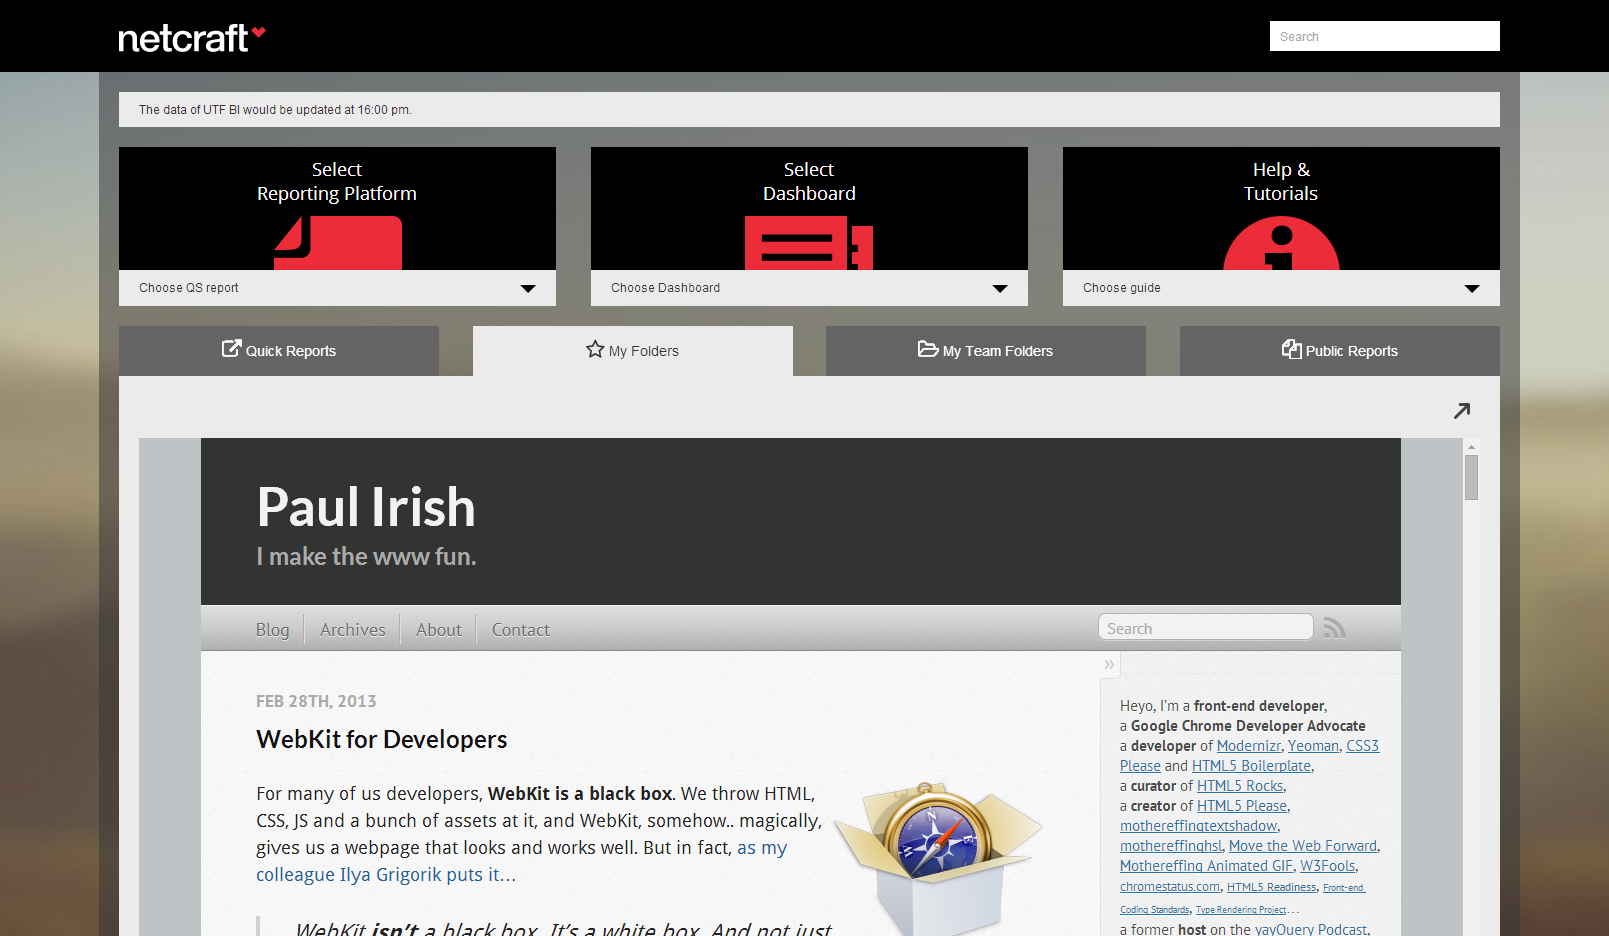 netcraft
Search
The data of UTF BI would be updated at 16:00 pm.
Select
Reporting Platform
Select
Dashboard
Help &
Tutorials
Choose QS report
Choose Dashboard
Choose guide
Quick Reports
My Folders
My Team Folders
Public Reports
Paul Irish
I make the www fun.
Blog
Archives
About
Contact
Search
»
FEB 28TH, 2013
WebKit for Developers
For many of us developers, WebKit is a black box. We throw HTML,
CSS, JS and a bunch of assets at it, and WebKit, somehow.. magically,
gives us a webpage that looks and works well. But in fact, as my
colleague Ilya Grigorik puts it…
WebKit isn't a black box. It's a white box. And not just
Heyo, I'm a front-end developer,
a Google Chrome Developer Advocate
a developer of Modernizr, Yeoman, CSS3
Please and HTML5 Boilerplate,
a curator of HTML5 Rocks,
a creator of HTML5 Please,
mothereffingtextshadow,
mothereffinghsl, Move the Web Forward,
Mothereffing Animated GIF, W3Fools,
chromestatus.com, HTML5 Readiness, Front-end
Coding Standards, Type Rendering Project…
a former host on the yayQuery Podcast,